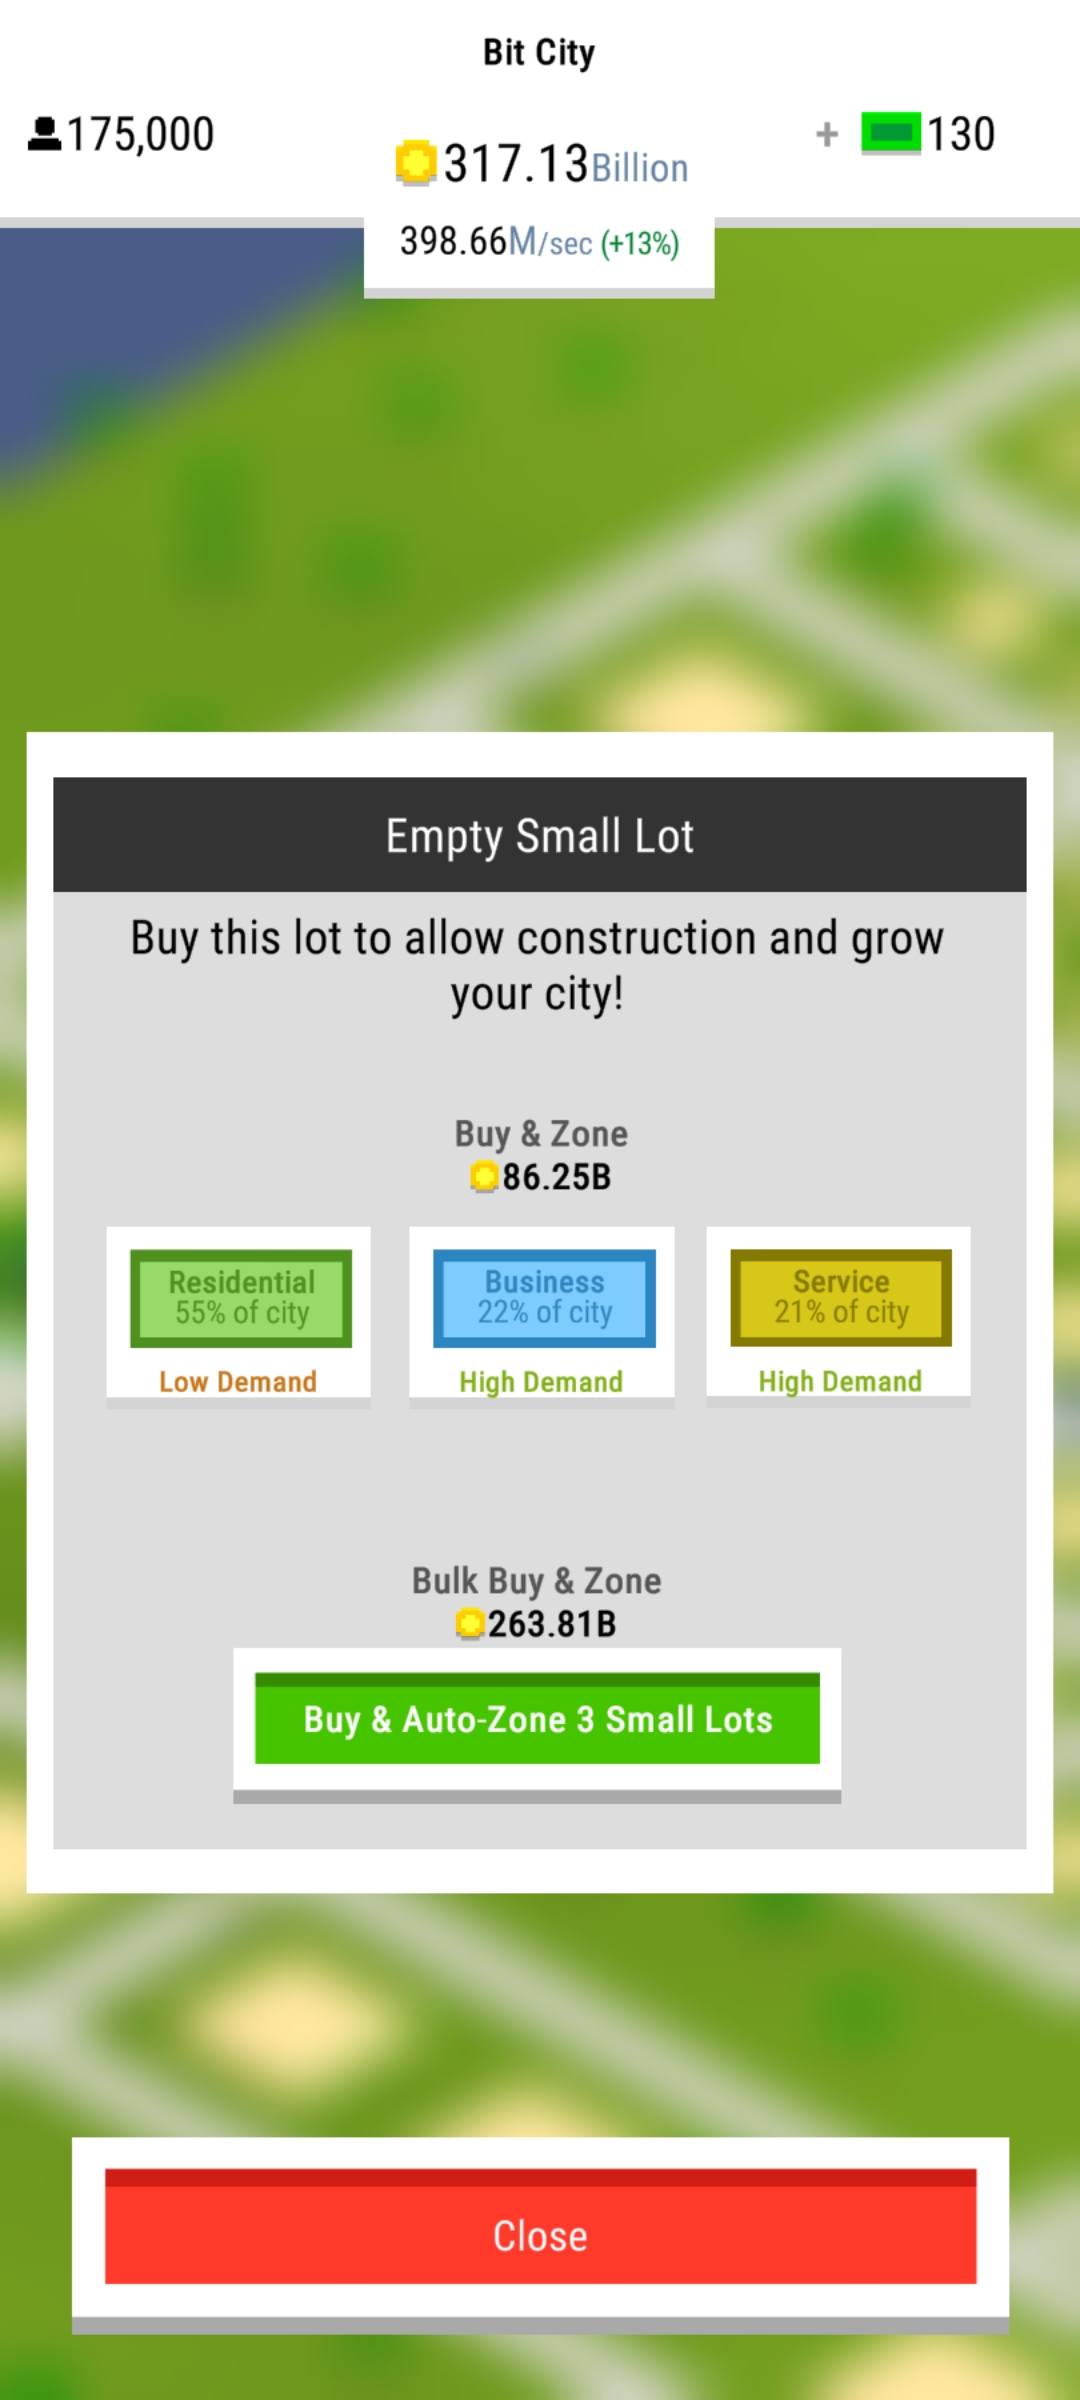 Bit City
175,000
317.13Billion
+ 130
398.66M/sec (+13%)
Empty Small Lot
Buy this lot to allow construction and grow
your city!
Buy & Zone
86.25B
Residential
55% of city
Low Demand
Business
22% of city
High Demand
Service
21% of city
High Demand
Bulk Buy & Zone
263.81B
Buy & Auto-Zone 3 Small Lots
Close